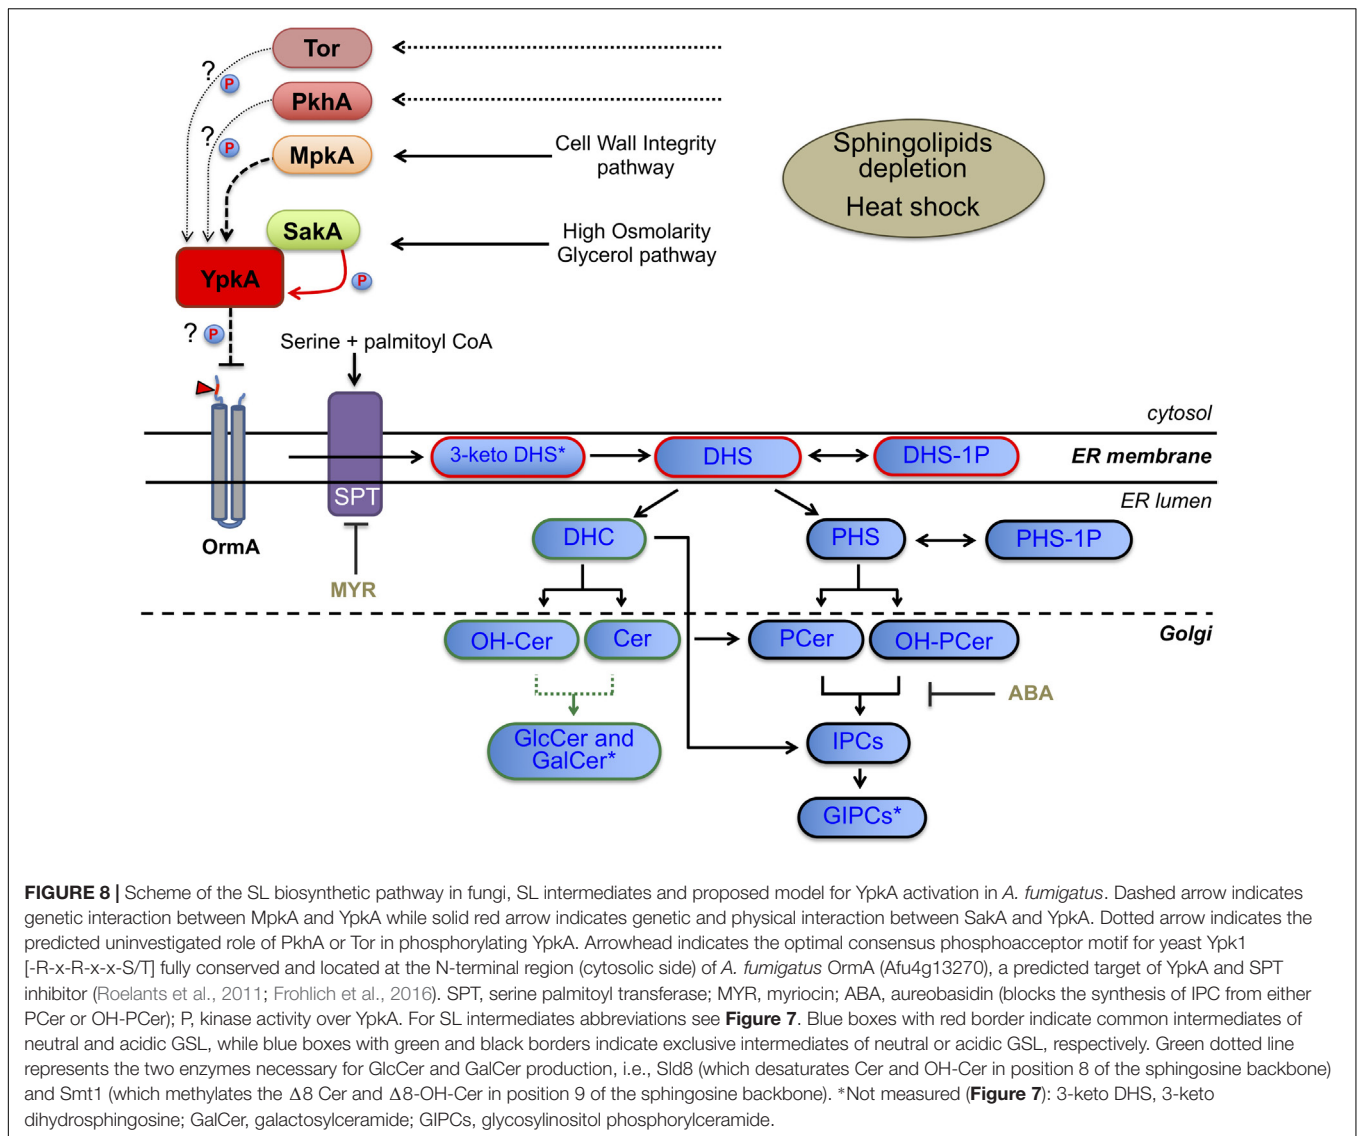 Tor
?
P
PkhA
?
P
MpkA
Cell Wall Integrity
pathway
Sphingolipids
depletion
Heat shock
SakA
High Osmolarity
Glycerol pathway
YpkA
P
? P
Serine + palmitoyl CoA
cytosol
3-keto DHS*
DHS
DHS-1P
ER membrane
SPT
ER lumen
OrmA
DHC
PHS
PHS-1P
MYR
Golgi
OH-Cer
Cer
PCer
OH-PCer
ABA
GlcCer and
GalCer*
IPCs
GIPCs*
FIGURE 8 | Scheme of the SL biosynthetic pathway in fungi, SL intermediates and proposed model for YpkA activation in A. fumigatus. Dashed arrow indicates
genetic interaction between MpkA and YpkA while solid red arrow indicates genetic and physical interaction between SakA and YpkA. Dotted arrow indicates the
predicted uninvestigated role of PkhA or Tor in phosphorylating YpkA. Arrowhead indicates the optimal consensus phosphoacceptor motif for yeast Ypk1
[-R-x-R-x-x-S/T] fully conserved and located at the N-terminal region (cytosolic side) of A. fumigatus OrmA (Afu4g13270), a predicted target of YpkA and SPT
inhibitor (Roelants et al., 2011; Frohlich et al., 2016). SPT, serine palmitoyl transferase; MYR, myriocin; ABA, aureobasidin (blocks the synthesis of IPC from either
PCer or OH-PCer); P, kinase activity over YpkA. For SL intermediates abbreviations see Figure 7. Blue boxes with red border indicate common intermediates of
neutral and acidic GSL, while blue boxes with green and black borders indicate exclusive intermediates of neutral or acidic GSL, respectively. Green dotted line
represents the two enzymes necessary for GlcCer and GalCer production, i.e., Sld8 (which desaturates Cer and OH-Cer in position 8 of the sphingosine backbone)
and Smt1 (which methylates the Δ8 Cer and Δ8-OH-Cer in position 9 of the sphingosine backbone). *Not measured (Figure 7): 3-keto DHS, 3-keto
dihydrosphingosine; GalCer, galactosylceramide; GIPCs, glycosylinositol phosphorylceramide.